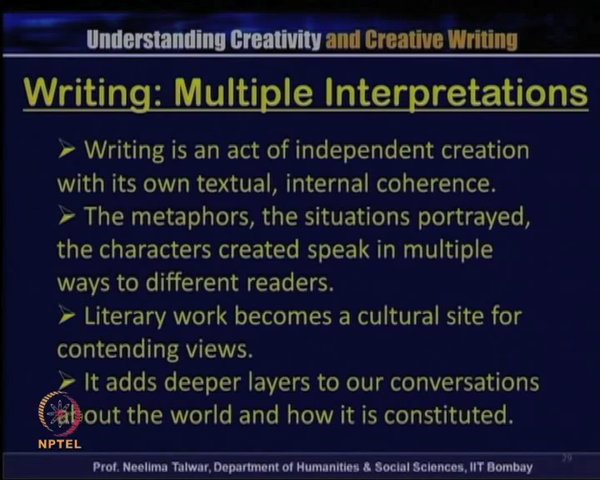 Understanding Creativity and Creative Writing
Writing: Multiple Interpretations
➢ Writing is an act of independent creation
with its own textual, internal coherence.
➢ The metaphors, the situations portrayed,
the characters created speak in multiple
ways to different readers.
➢ Literary work becomes a cultural site for
contending views.
➢ It adds deeper layers to our conversations
about the world and how it is constituted.
NPTEL
29
Prof. Neelima Talwar, Department of Humanities & Social Sciences, IIT Bombay